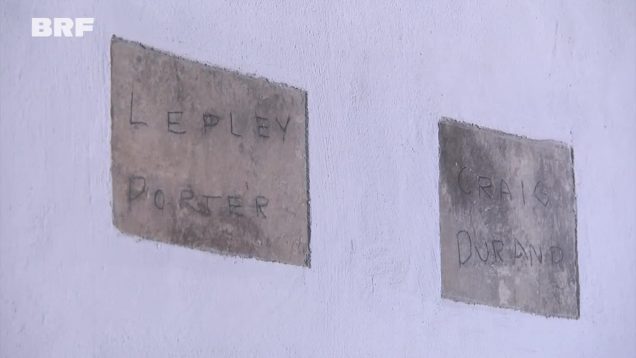 BRF
LEPLEY
PORTER
CRAIG
DURAND